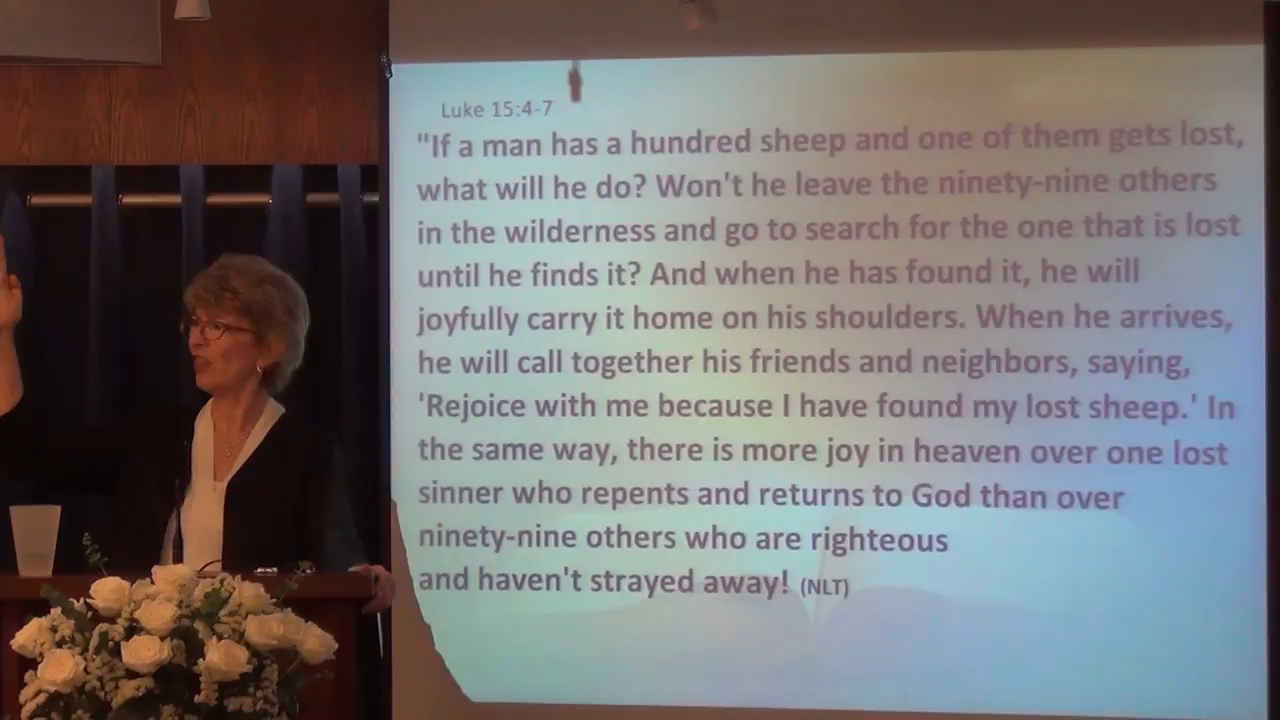 Luke 15:4-7
"If a man has a hundred sheep and one of them gets lost,
what will he do? Won't he leave the ninety-nine others
in the wilderness and go to search for the one that is lost
until he finds it? And when he has found it, he will
joyfully carry it home on his shoulders. When he arrives,
he will call together his friends and neighbors, saying,
'Rejoice with me because I have found my lost sheep.' In
the same way, there is more joy in heaven over one lost
sinner who repents and returns to God than over
ninety-nine others who are righteous
and haven't strayed away! (NLT)